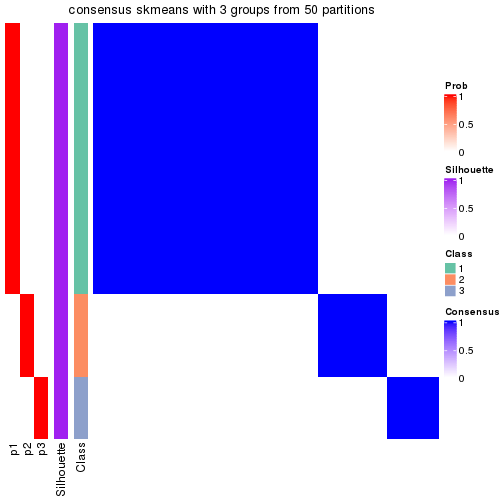 consensus skmeans with 3 groups from 50 partitions
Prob
1
0.5
0
Silhouette
1
0.5
0
Class
1
2
3
Consensus
1
0.5
0
p1
p2
p3
Silhouette
Class